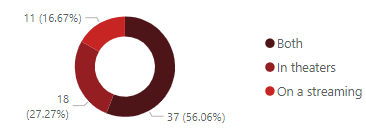 11 (16.67%)
18
(27.27%)
37 (56.06%)
Both
In theaters
On a streaming